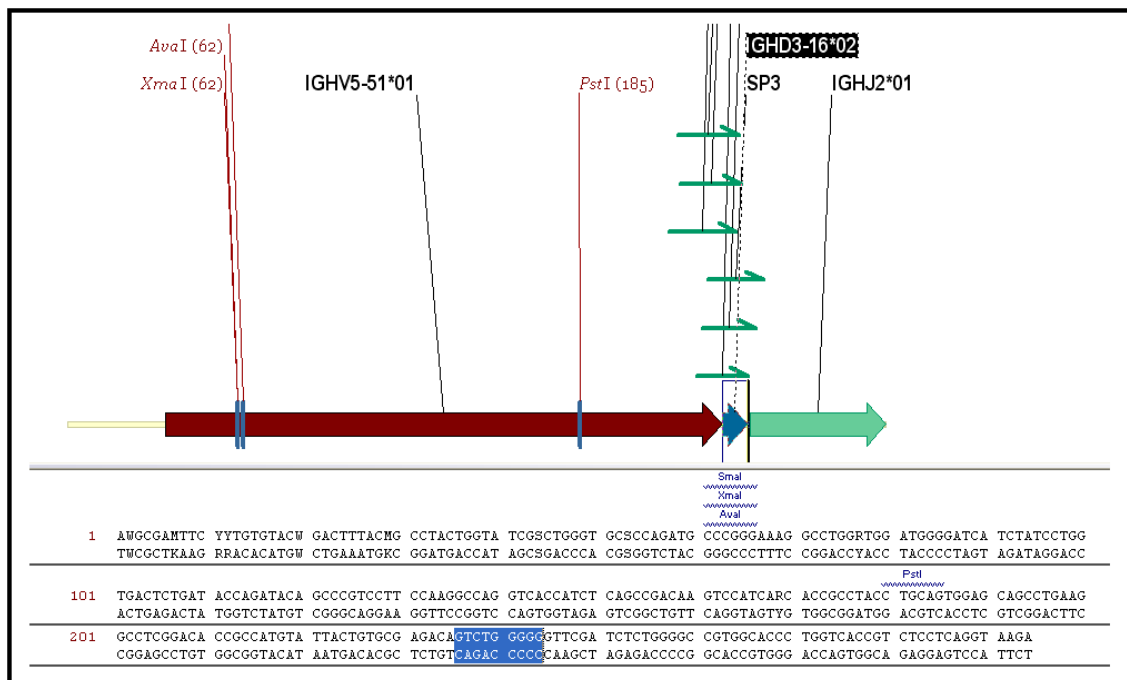 AvaI (62)
IGHD3-16*02
XmaI (62)
IGHV5-51*01
PstI (185)
SP3
IGHJ2*01
SmaI
XmaI
AvaI
1 AWGCGAMTTC YYTGTGTACW GACTTTACMG CCTACTGGTA TCGSCTGGGT GCSCCAGATG CCCGGGAAAG GCCTGGRTGG ATGGGGATCA TCTATCCTGG
TWCGCTKAAG RRACACATGW CTGAAATGKC GGATGACCAT AGCSGACCCA CGSGGTCTAC GGGCCCTTTC CGGACCYACC TACCCCTAGT AGATAGGACC
PstI
101 TGACTCTGAT ACCAGATACA GCCCGTCCTT CCAAGGCCAG GTCACCATCT CAGCCGACAA GTCCATCARC ACCGCCTACC TGCAGTGGAG CAGCCTGAAG
ACTGAGACTA TGGTCTATGT CGGGCAGGAA GGTTCCGGTC CAGTGGTAGA GTCGGCTGTT CAGGTAGTYG TGGCGGATGG ACGTCACCTC GTCGGACTTC
201 GCCTCGGACA CCGCCATGTA TTACTGTGCG AGACAGTCTG GGGGGTTCGA TCTCTGGGGC CGTGGCACCC TGGTCACCGT CTCCTCAGGT AAGA
CGGAGCCTGT GGCGGTACAT AATGACACGC TCTGTCAGAC CCCCCAAGCT AGAGACCCCG GCACCGTGGG ACCAGTGGCA GAGGAGTCCA TTCT